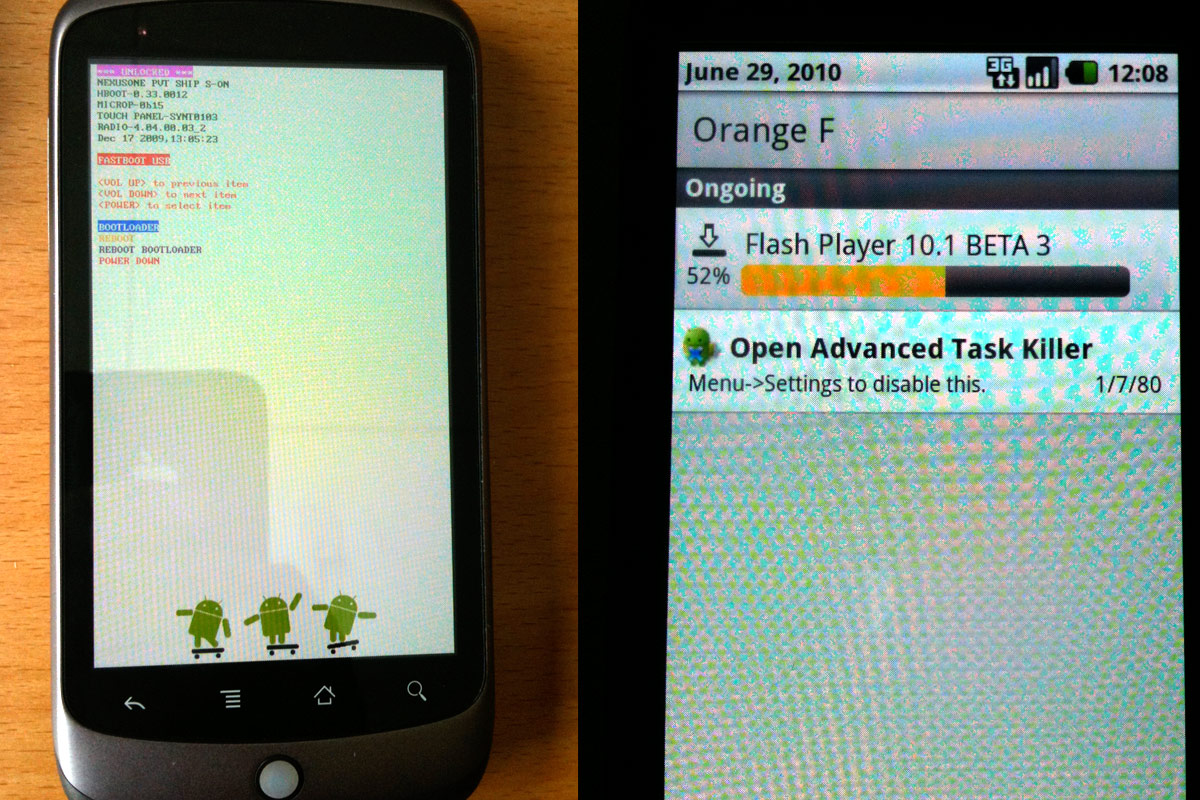 *** UNLOCKED ***
NEXUSONE PVT SHIP S-ON
HBOOT-0.33.0012
MICROP-0b15
TOUCH PANEL-SYNT0103
RADIO-4.04.00.03_2
Dec 17 2009,13:05:23
FASTBOOT USB
<VOL UP> to previous item
<VOL DOWN> to next item
<POWER> to select item
BOOTLOADER
REBOOT
REBOOT BOOTLOADER
POWER DOWN
June 29, 2010 3G 12:08
Orange F
Ongoing
Flash Player 10.1 BETA 3
52%
Open Advanced Task Killer
Menu->Settings to disable this. 1/7/80